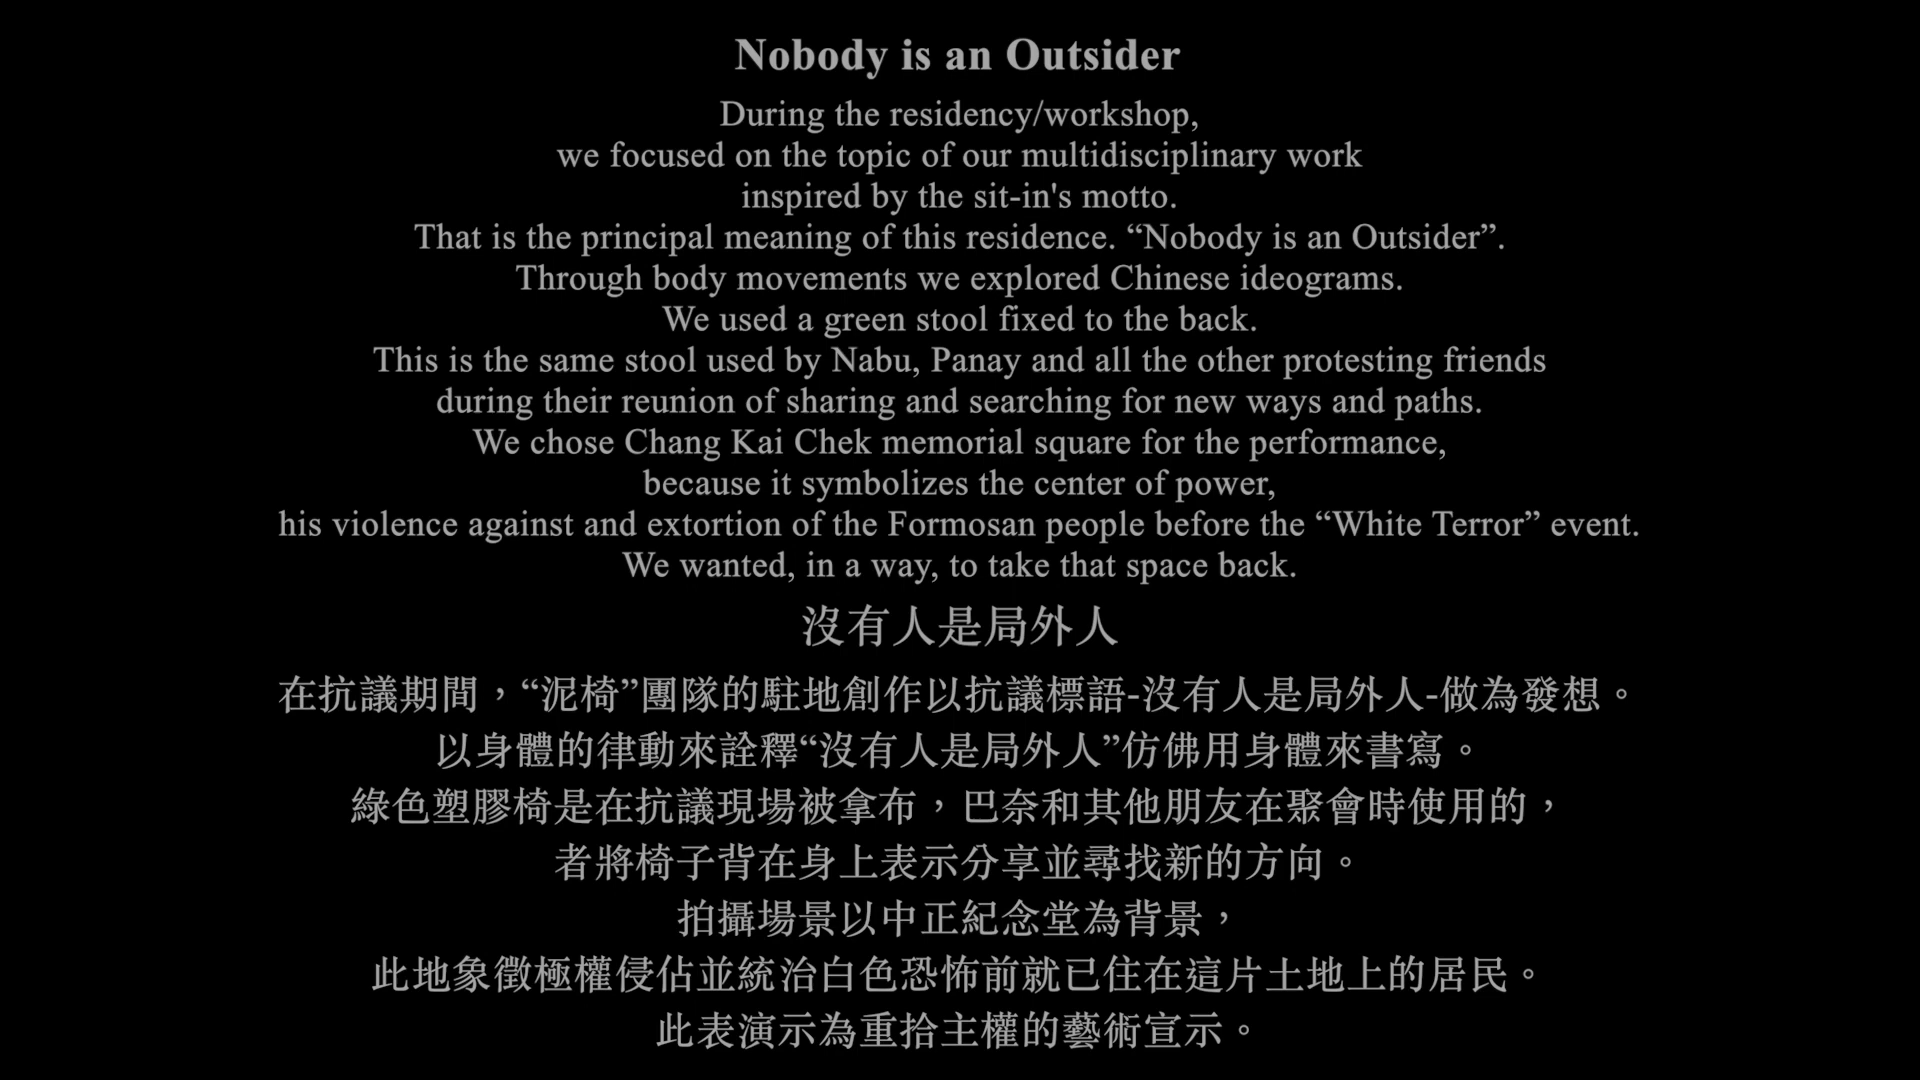 Nobody is an Outsider
During the residency/workshop,
we focused on the topic of our multidisciplinary work
inspired by the sit-in's motto.
That is the principal meaning of this residence. “Nobody is an Outsider”.
Through body movements we explored Chinese ideograms.
We used a green stool fixed to the back.
This is the same stool used by Nabu, Panay and all the other protesting friends
during their reunion of sharing and searching for new ways and paths.
We chose Chang Kai Chek memorial square for the performance,
because it symbolizes the center of power,
his violence against and extortion of the Formosan people before the “White Terror” event.
We wanted, in a way, to take that space back.
沒有人是局外人
在抗議期間，“泥椅”團隊的駐地創作以抗議標語-沒有人是局外人-做為發想。
以身體的律動來詮釋“沒有人是局外人”仿佛用身體來書寫。
綠色塑膠椅是在抗議現場被拿布，巴奈和其他朋友在聚會時使用的，
者將椅子背在身上表示分享並尋找新的方向。
拍攝場景以中正紀念堂為背景，
此地象徵極權侵佔並統治白色恐怖前就已住在這片土地上的居民。
此表演示為重拾主權的藝術宣示。